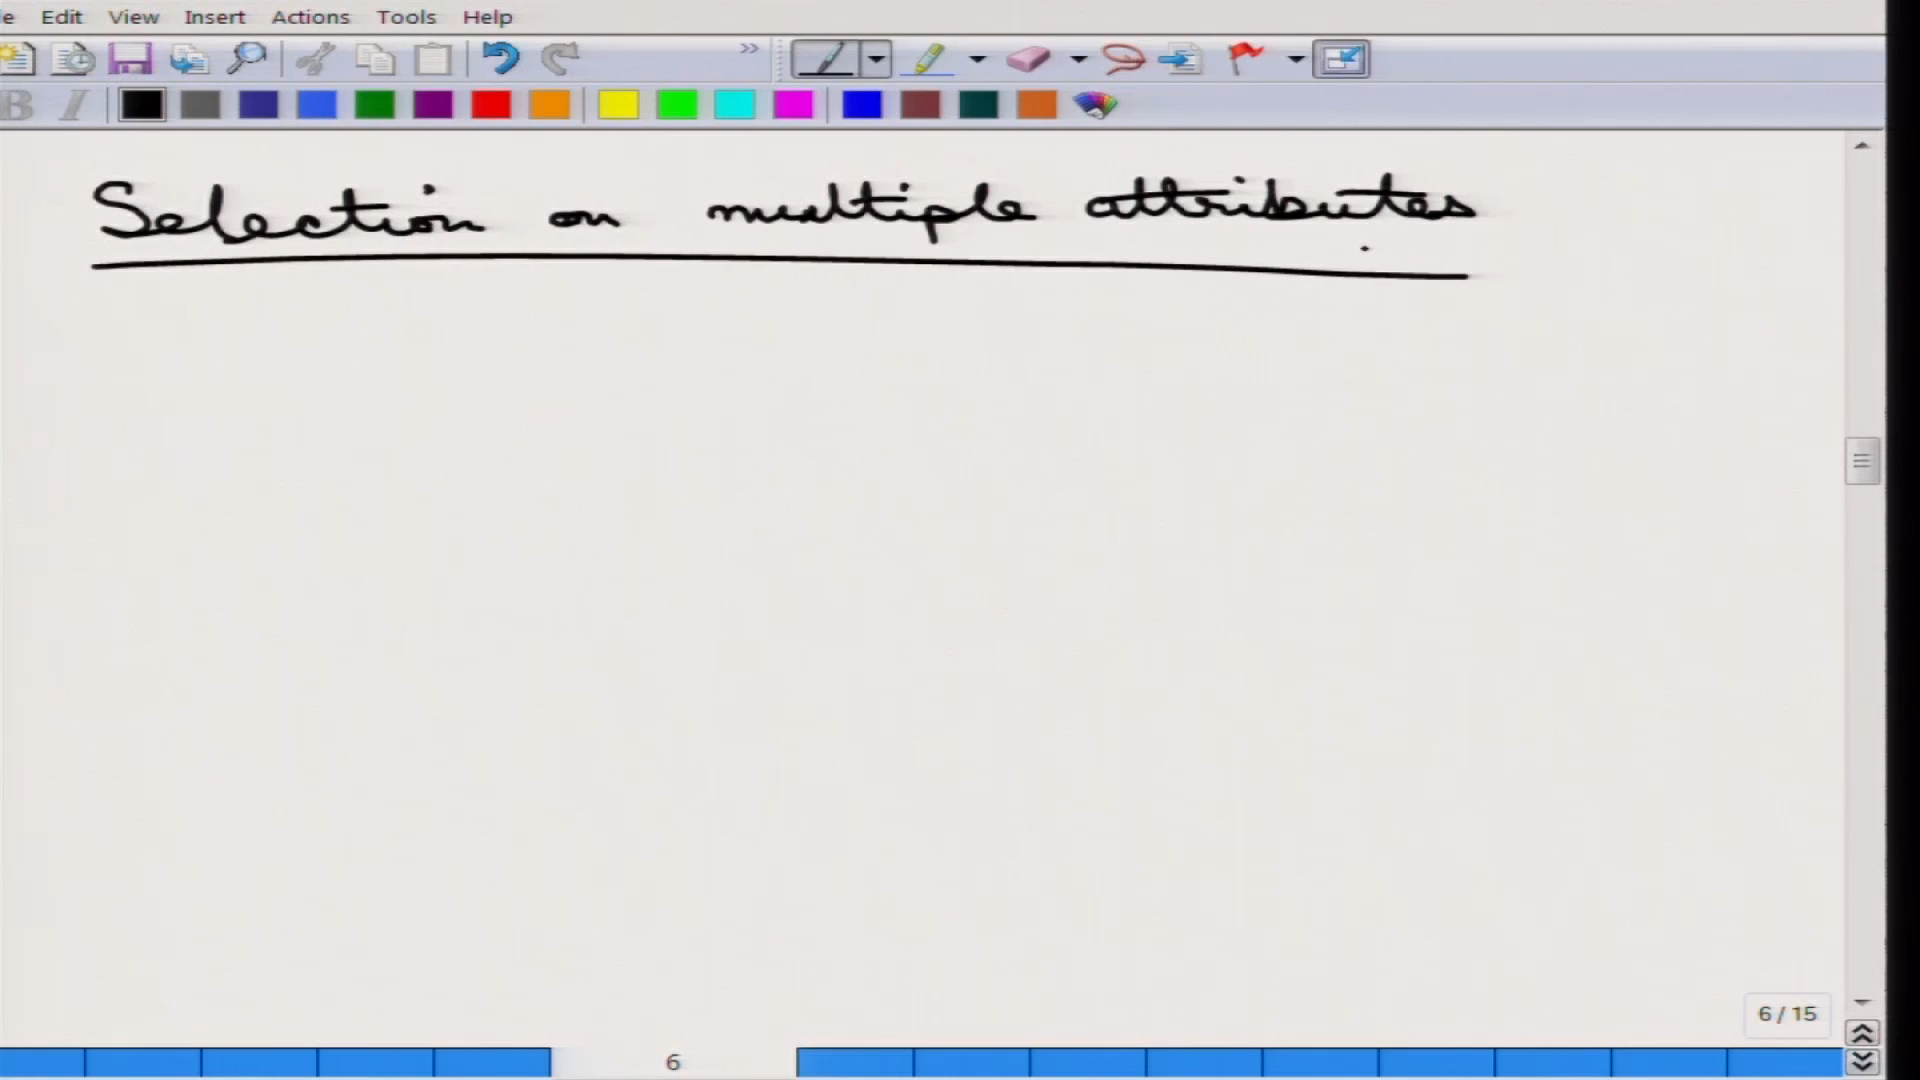 e Edit View Insert Actions Tools Help
B I
Selection on multiple attributes
6 / 15
6